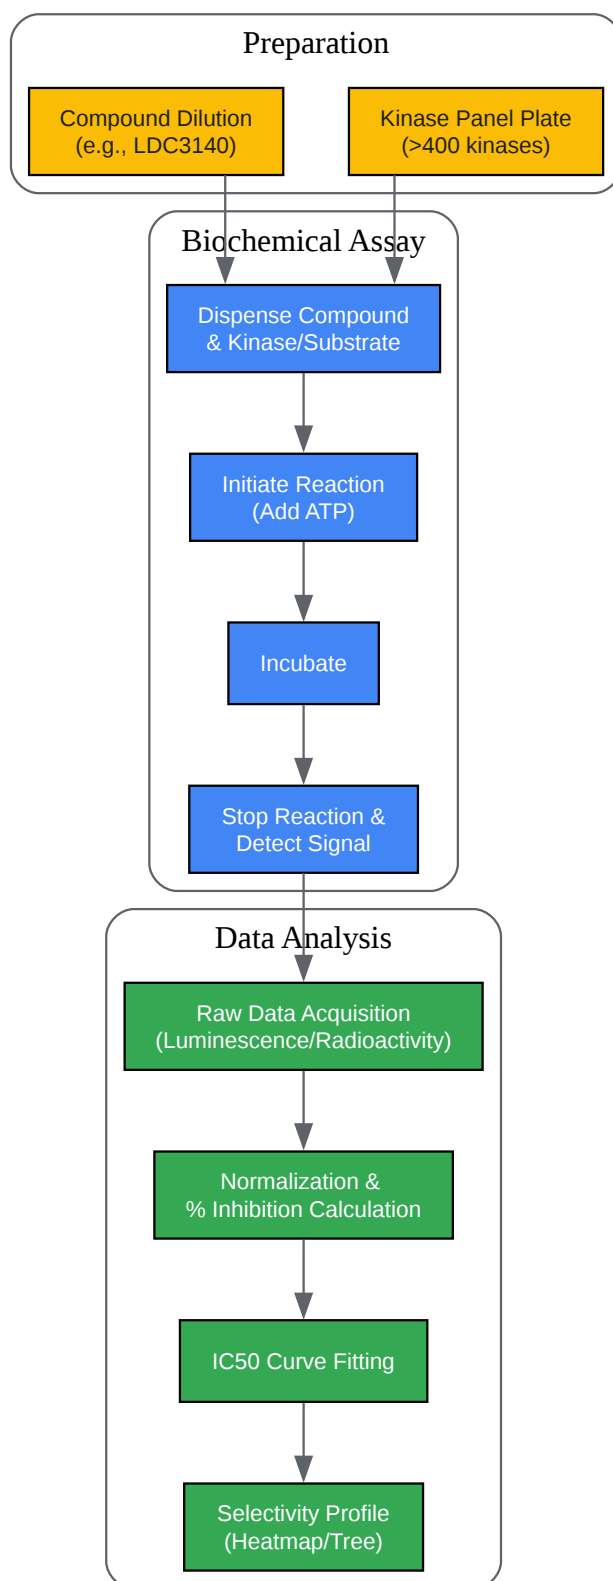 Preparation
Compound Dilution
(e.g., LDC3140)
Kinase Panel Plate
(>400 kinases)
Biochemical Assay
Dispense Compound
& Kinase/Substrate
Initiate Reaction
(Add ATP)
Incubate
Stop Reaction &
Detect Signal
Data Analysis
Raw Data Acquisition
(Luminescence/Radioactivity)
Normalization &
% Inhibition Calculation
IC50 Curve Fitting
Selectivity Profile
(Heatmap/Tree)